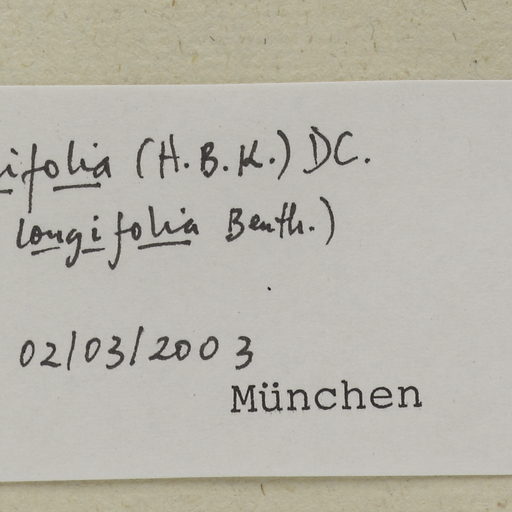 ifolia (H.B.K.) DC.
longifolia Benth.)
02/03/2003
München